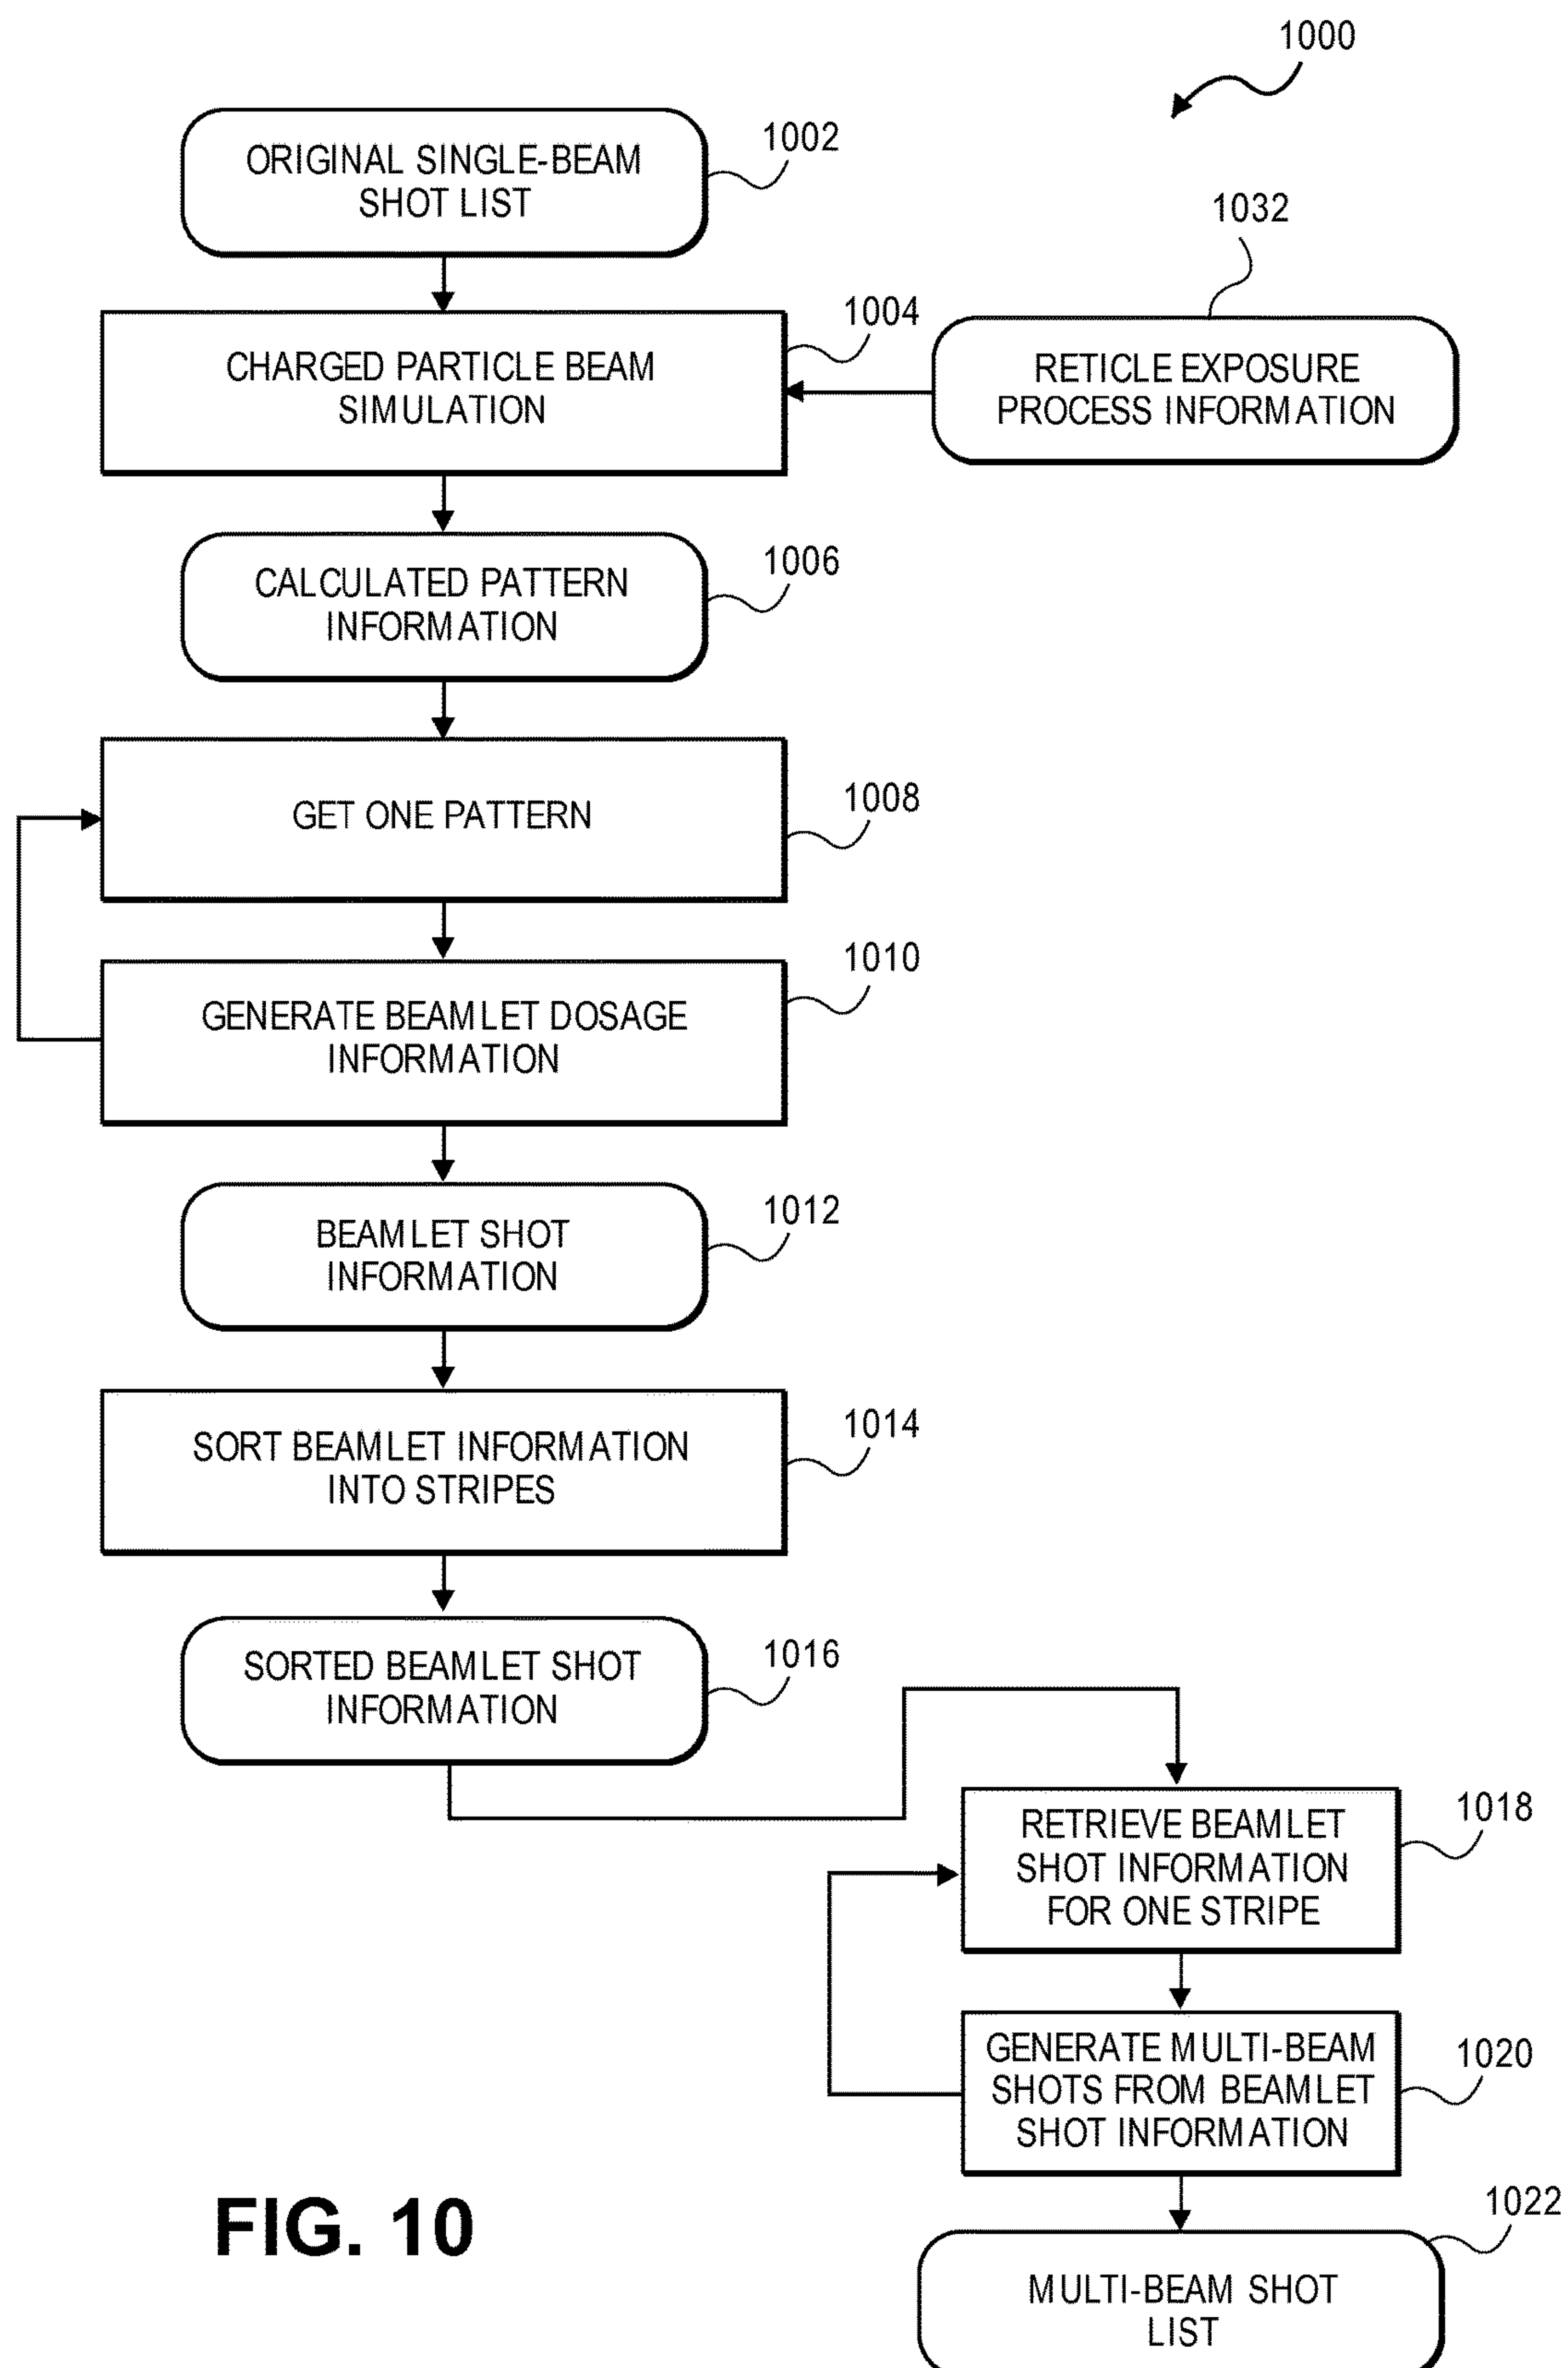 1000
ORIGINAL SINGLE-BEAM
SHOT LIST
1002
1032
CHARGED PARTICLE BEAM
SIMULATION
1004
RETICLE EXPOSURE
PROCESS INFORMATION
CALCULATED PATTERN
INFORMATION
1006
GET ONE PATTERN
1008
GENERATE BEAMLET DOSAGE
INFORMATION
1010
BEAMLET SHOT
INFORMATION
1012
SORT BEAMLET INFORMATION
INTO STRIPES
1014
SORTED BEAMLET SHOT
INFORMATION
1016
RETRIEVE BEAMLET
SHOT INFORMATION
FOR ONE STRIPE
1018
GENERATE MULTI-BEAM
SHOTS FROM BEAMLET
SHOT INFORMATION
1020
1022
MULTI-BEAM SHOT
LIST
FIG. 10